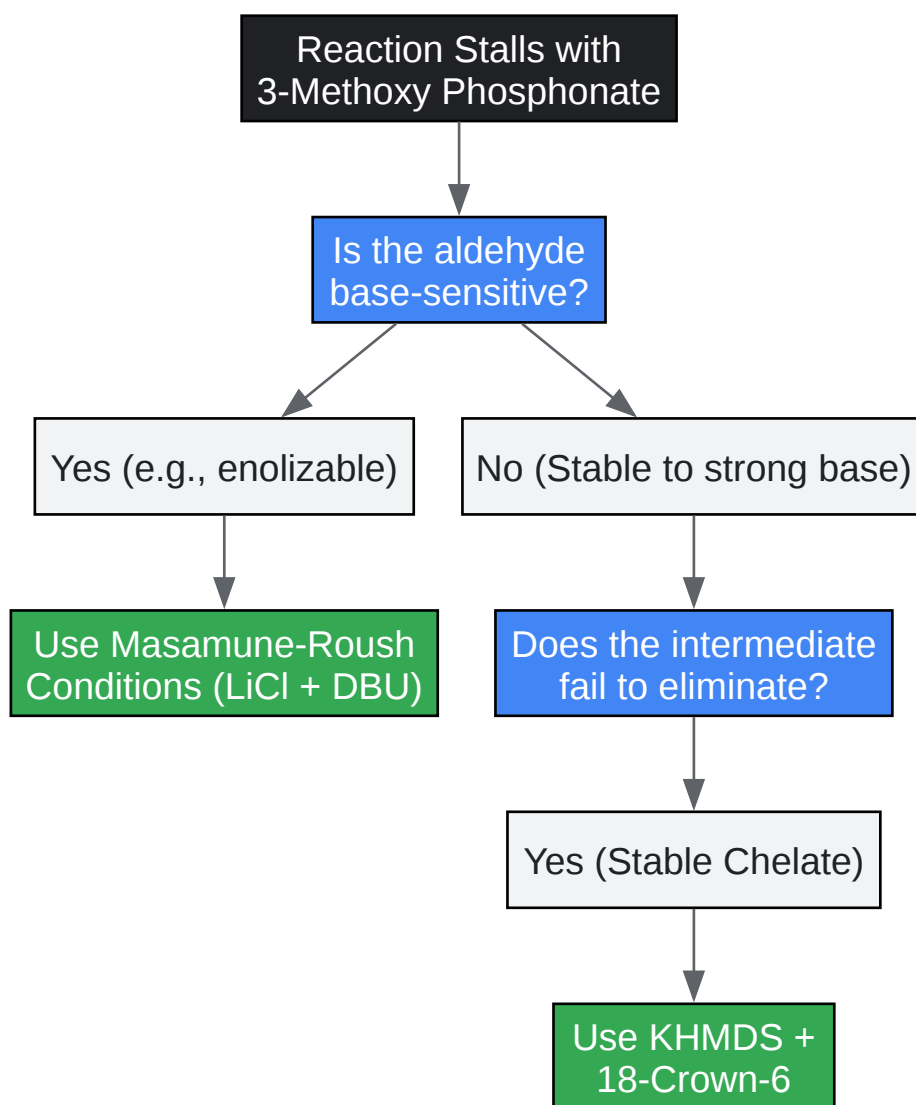 Reaction Stalls with
3-Methoxy Phosphonate
Is the aldehyde
base-sensitive?
Yes (e.g., enolizable)
No (Stable to strong base)
Use Masamune-Roush
Conditions (LiCl + DBU)
Does the intermediate
fail to eliminate?
Yes (Stable Chelate)
Use KHMDS +
18-Crown-6